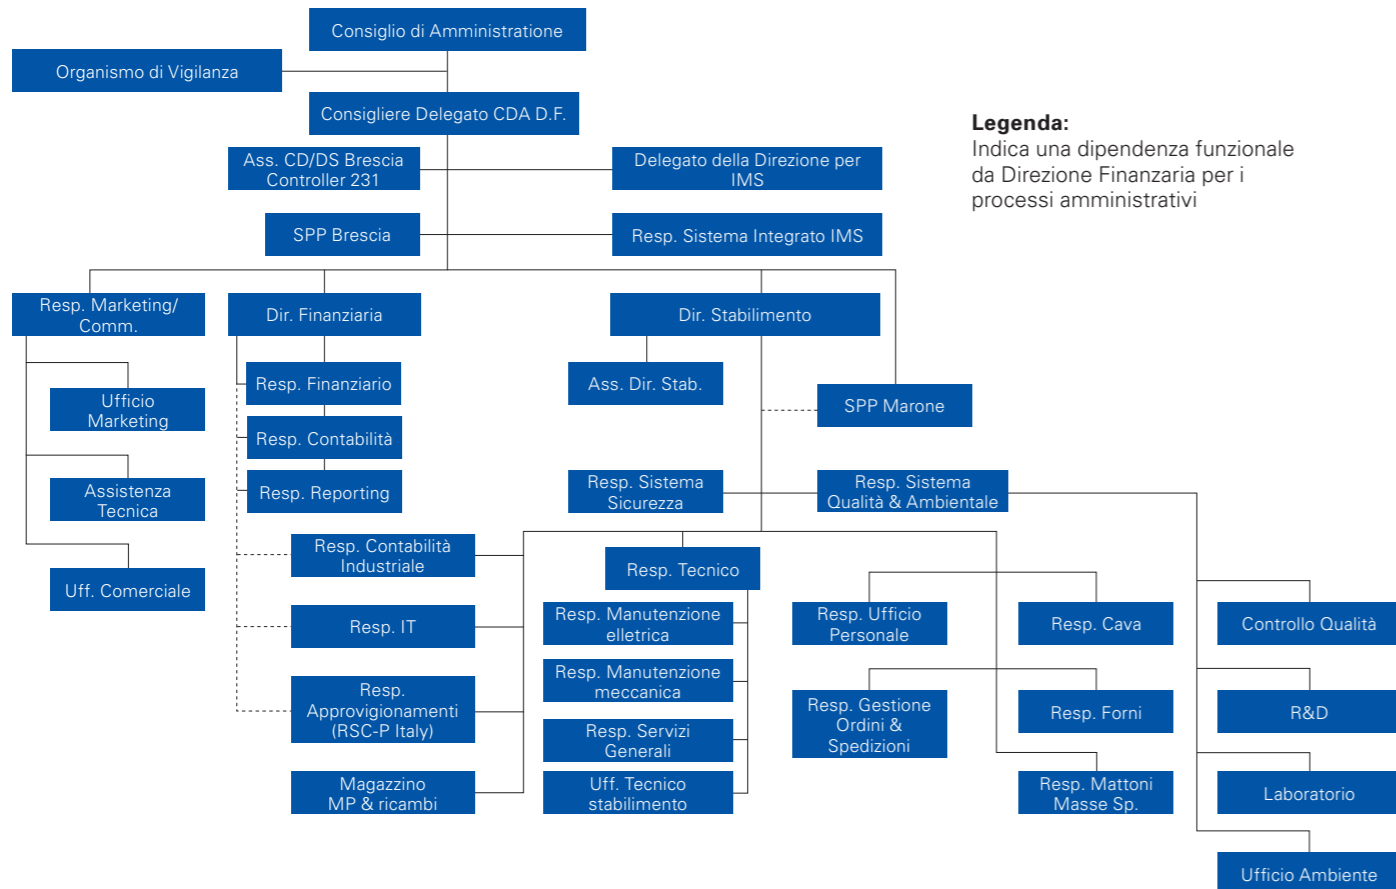 Consiglio di Amministratione
Organismo di Vigilanza
Consigliere Delegato CDA D.F.
Legenda:
Indica una dipendenza funzionale
da Direzione Finanzaria per i
processi amministrativi
Ass. CD/DS Brescia
Controller 231
Delegato della Direzione per
IMS
SPP Brescia
Resp. Sistema Integrato IMS
Resp. Marketing/
Comm.
Dir. Finanziaria
Dir. Stabilimento
Resp. Finanziario
Ass. Dir. Stab.
Ufficio
Marketing
SPP Marone
Resp. Contabilità
Assistenza
Tecnica
Resp. Reporting
Resp. Sistema
Sicurezza
Resp. Sistema
Qualità & Ambientale
Resp. Contabilità
Industriale
Resp. Tecnico
Uff. Comerciale
Resp. IT
Resp. Manutenzione
elletrica
Resp. Ufficio
Personale
Resp. Cava
Controllo Qualità
Resp. Manutenzione
meccanica
Resp.
Approvigionamenti
(RSC-P Italy)
Resp. Gestione
Ordini &
Spedizioni
Resp. Forni
R&D
Resp. Servizi
Generali
Magazzino
MP & ricambi
Uff. Tecnico
stabilimento
Resp. Mattoni
Masse Sp.
Laboratorio
Ufficio Ambiente